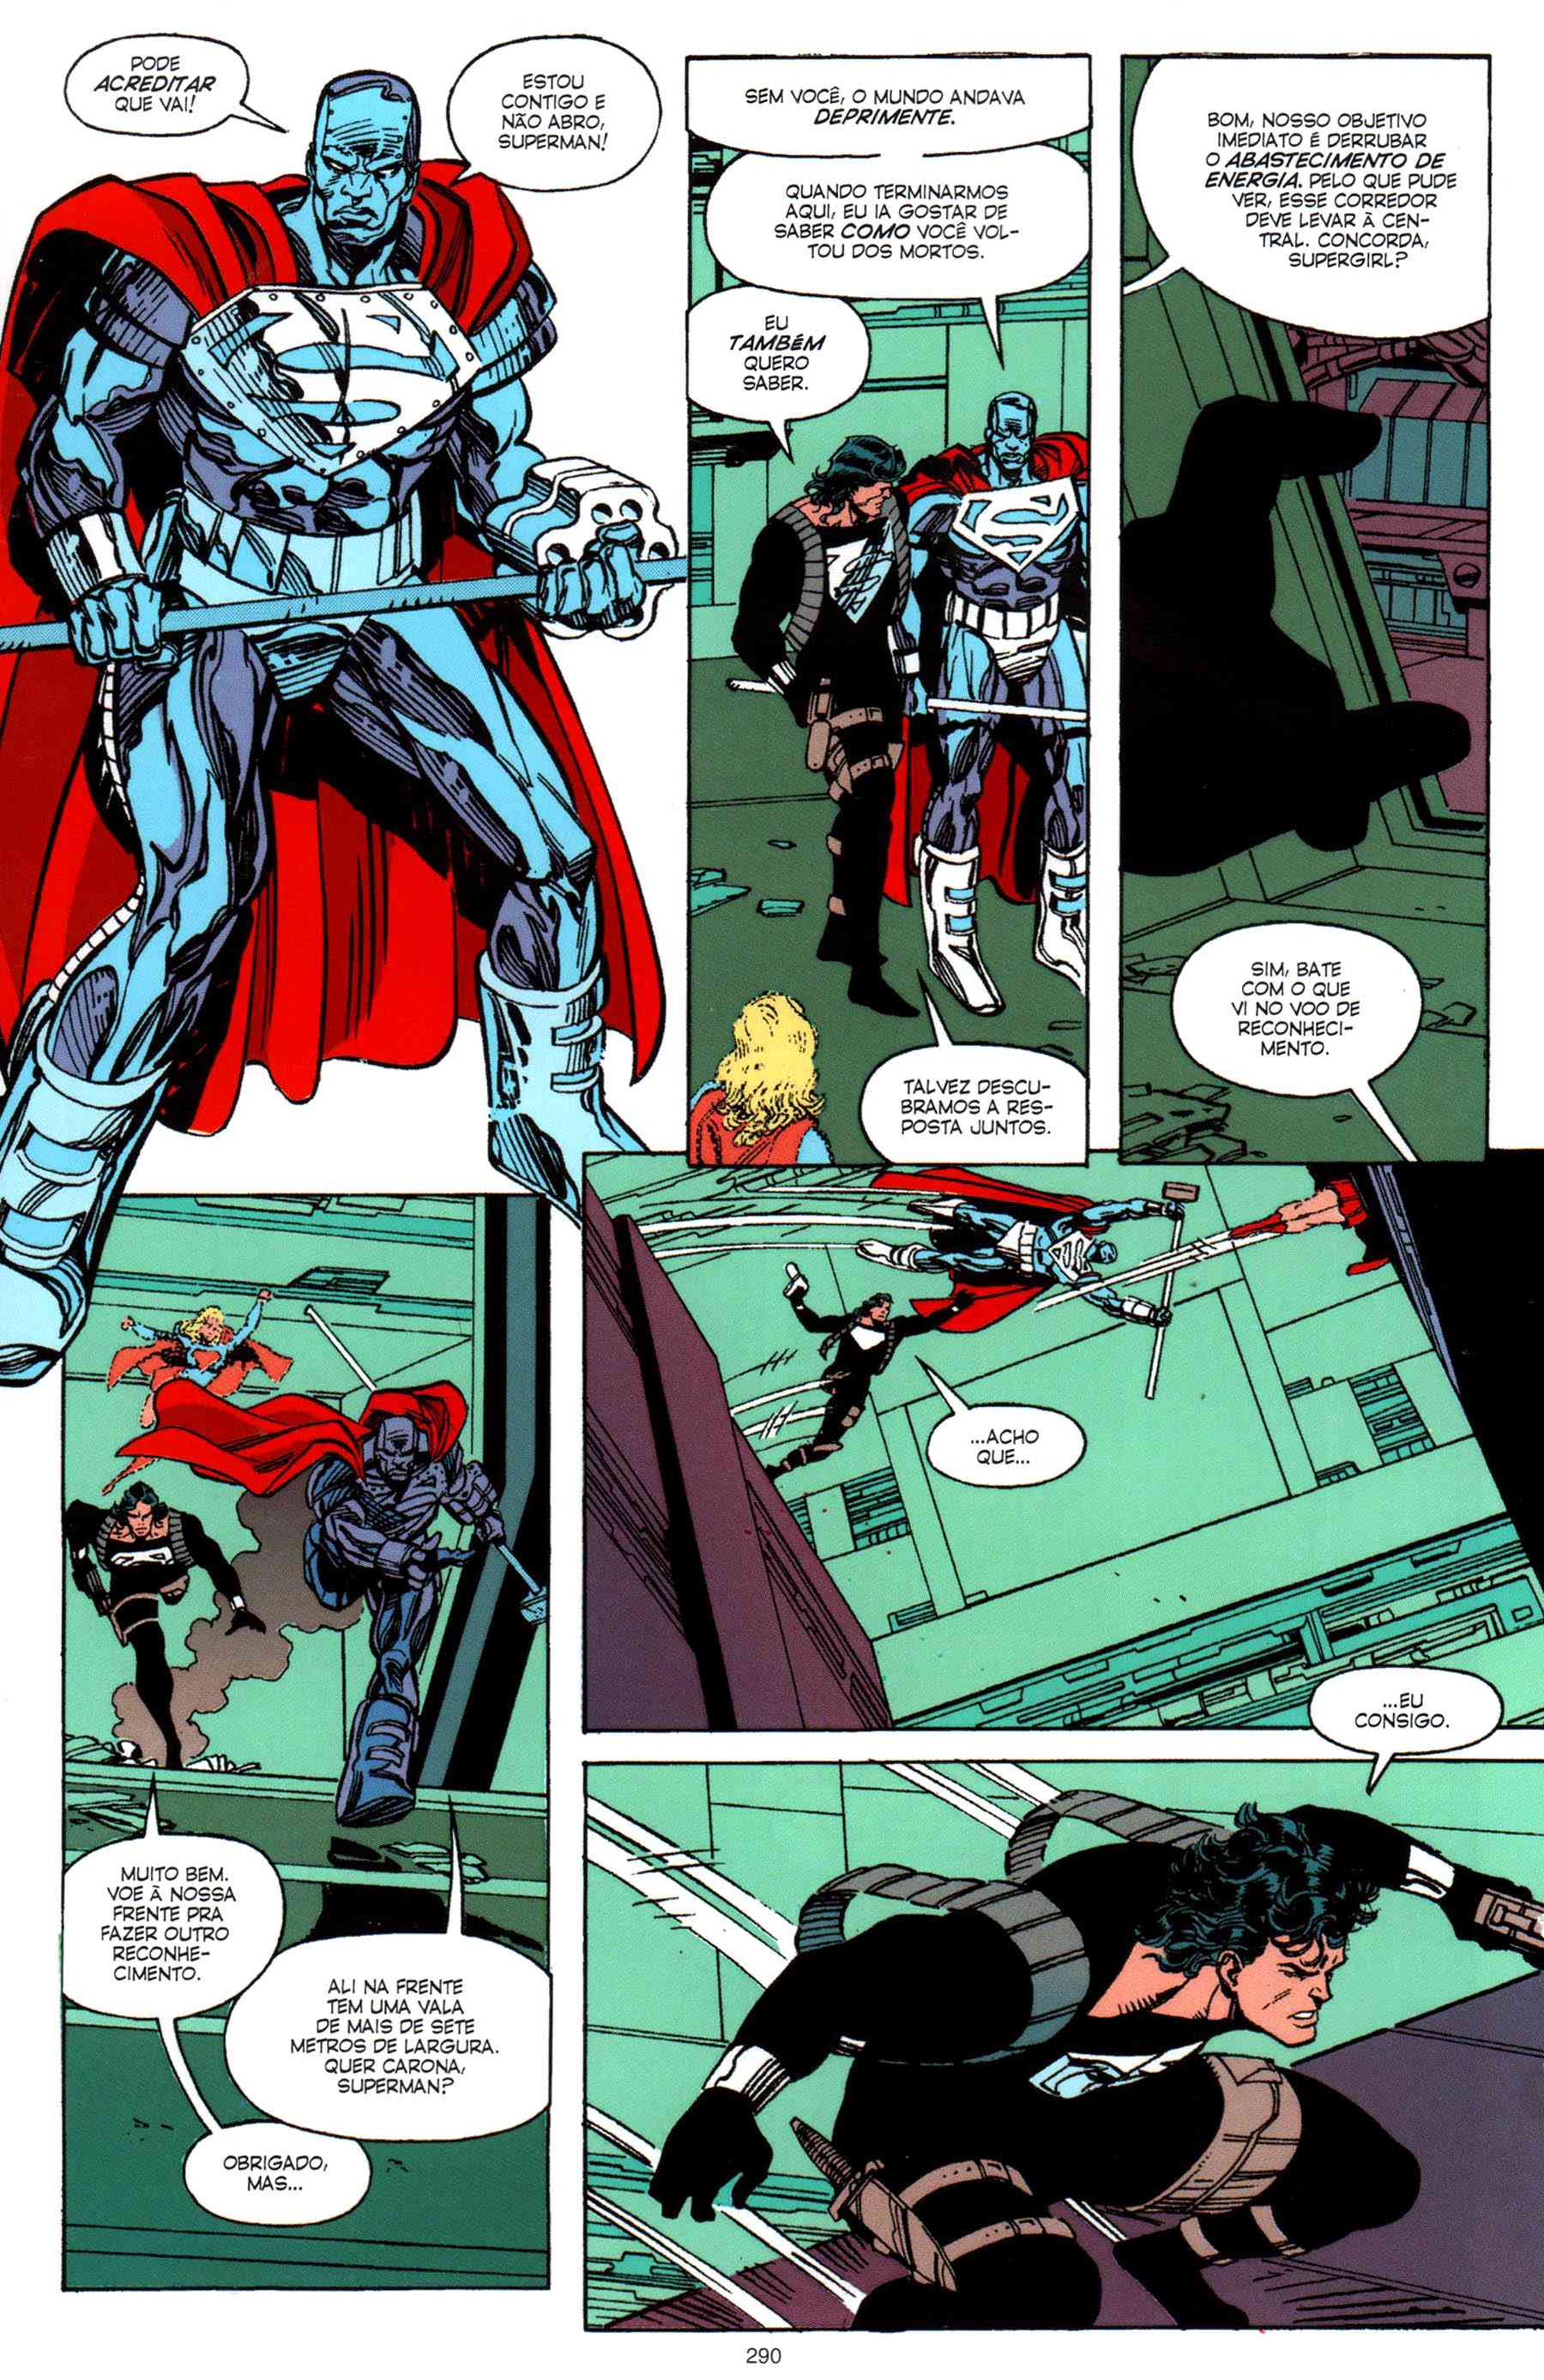 PODE
ACREDITAR
QUE VAI!
ESTOU
CONTIGO E
NÃO ABRO,
SUPERMAN!
SEM VOCÊ, O MUNDO ANDAVA
DEPRIMENTE.
QUANDO TERMINARMOS
AQUI, EU IA GOSTAR DE
SABER COMO VOCÊ VOL-
TOU DOS MORTOS.
EU
TAMBÉM
QUERO
SABER.
TALVEZ DESCU-
BRAMOS A RES-
POSTA JUNTOS.
BOM, NOSSO OBJETIVO
IMEDIATO É DERRUBAR
O ABASTECIMENTO DE
ENERGIA. PELO QUE PUDE
VER, ESSE CORREDOR
DEVE LEVAR À CEN-
TRAL. CONCORDA,
SUPERGIRL?
SIM, BATE
COM O QUE
VI NO VOO DE
RECONHECI-
MENTO.
MUITO BEM.
VOE À NOSSA
FRENTE PRA
FAZER OUTRO
RECONHE-
CIMENTO.
ALI NA FRENTE
TEM UMA VALA
DE MAIS DE SETE
METROS DE LARGURA.
QUER CARONA,
SUPERMAN?
OBRIGADO,
MAS...
...ACHO
QUE...
...EU
CONSIGO.
290